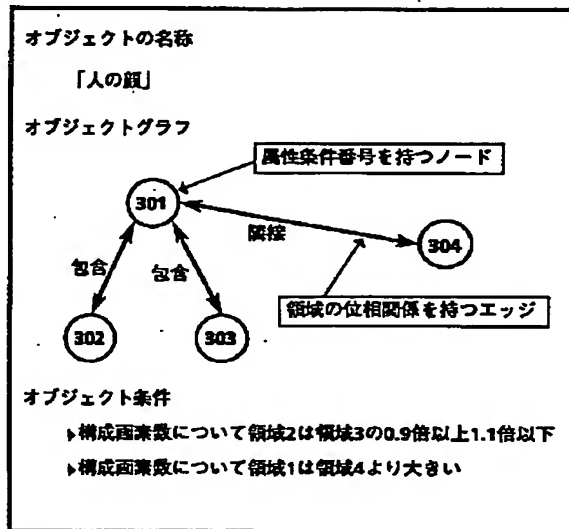 オブジェクトの名称
「人の顔」
オブジェクトグラフ
属性条件番号を持つノード
301
隣接
304
包含
包含
領域の位相関係を持つエッジ
302
303
オブジェクト条件
▸構成画素数について領域2は領域3の0.9倍以上1.1倍以下
▸構成画素数について領域1は領域4より大きい